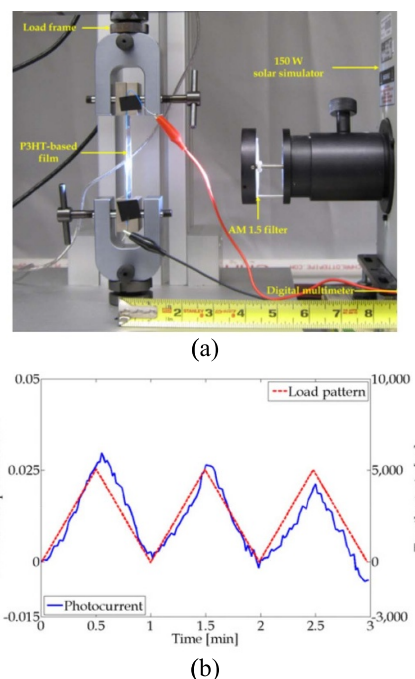 Load frame
150 W
solar simulator
P3HT-based
film
AM 1.5 filter
Digital multimeter
2 3 4 5 6 7 8
(a)
0.05
10,000
Load pattern
0.025
5,000
0
0
Photocurrent
-0.015
-3,000
0 0.5 1 1.5 2 2.5 3
Time [min]
(b)